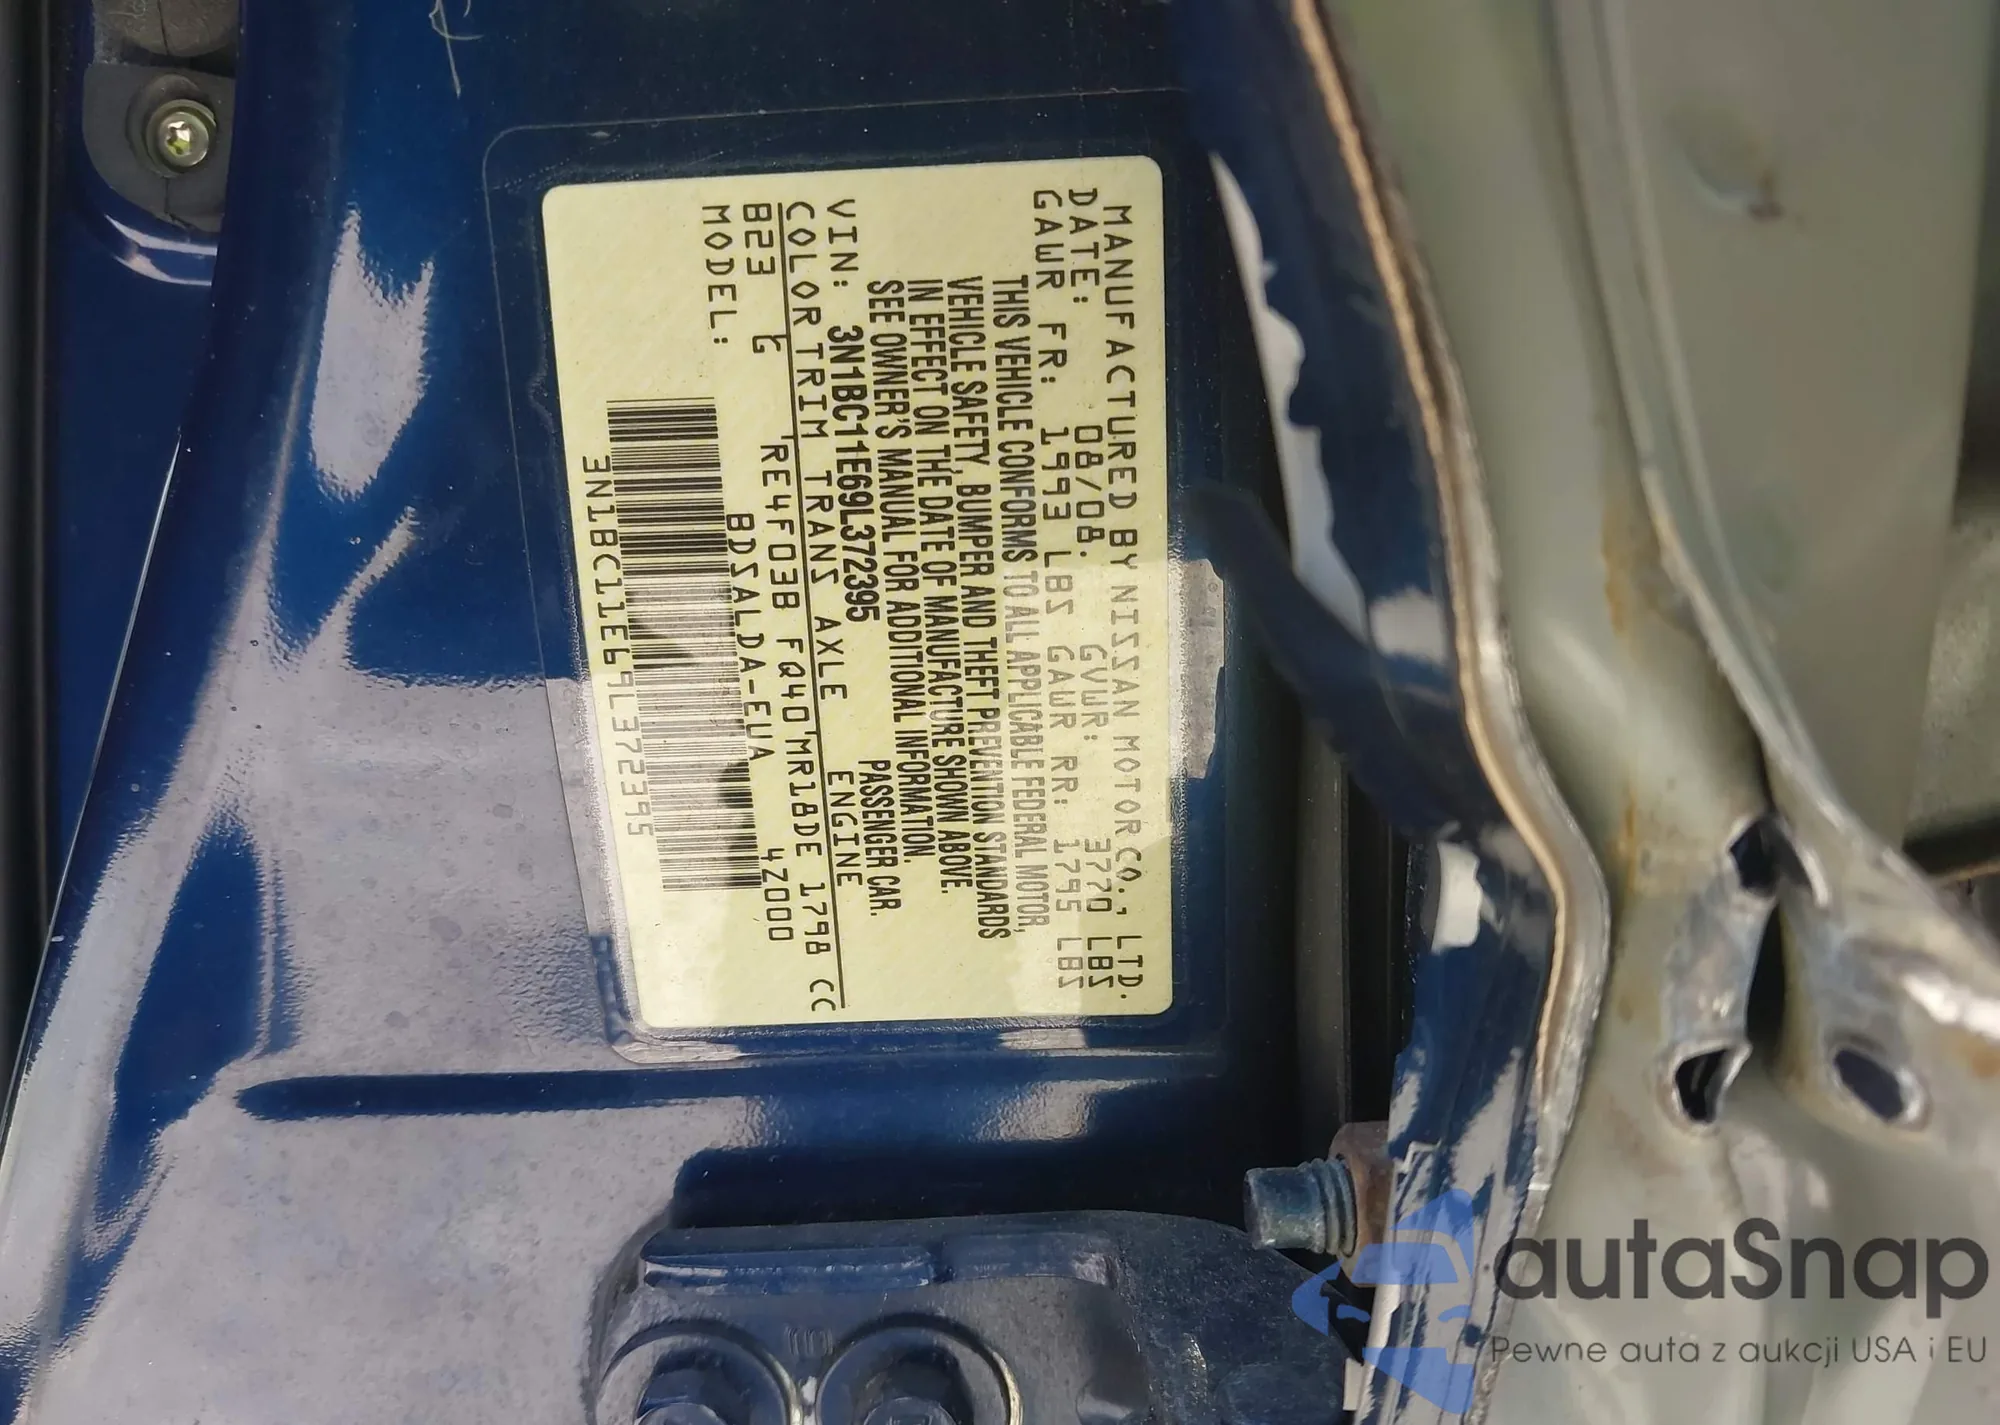 MANUFACTURED BY NISSAN MOTOR CO., LTD.
DATE: 08/08. GVWR: 3770 LBS
GAWR FR: 1993 LBS GAWR RR: 1795 LBS
THIS VEHICLE CONFORMS TO ALL APPLICABLE FEDERAL MOTOR
VEHICLE SAFETY, BUMPER AND THEFT PREVENTION STANDARDS
IN EFFECT ON THE DATE OF MANUFACTURE SHOWN ABOVE.
SEE OWNER'S MANUAL FOR ADDITIONAL INFORMATION.
VIN: 3N1BC11E69L372395 PASSENGER CAR.
COLOR TRIM TRANS AXLE ENGINE
B23 G RE4F03B FQ40 MR18DE 1798 CC
MODEL: BDSALDA-EUA 4Z000
3N1BC11E69L372395
autaSnap
Pewne auta z aukcji USA i EU